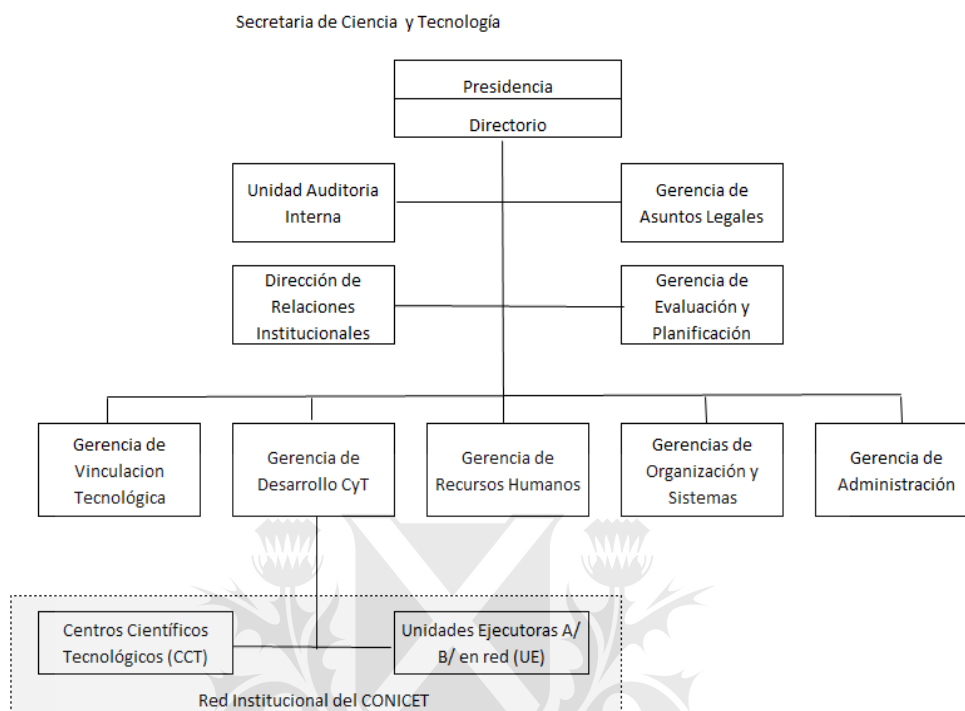 Secretaria de Ciencia y Tecnología
Presidencia
Directorio
Unidad Auditoria
Interna
Gerencia de
Asuntos Legales
Dirección de
Relaciones
Institucionales
Gerencia de
Evaluación y
Planificación
Gerencia de
Vinculacion
Tecnológica
Gerencia de
Desarrollo CyT
Gerencia de
Recursos Humanos
Gerencias de
Organización y
Sistemas
Gerencia de
Administración
Centros Científicos
Tecnológicos (CCT)
Unidades Ejecutoras A/
B/ en red (UE)
Red Institucional del CONICET